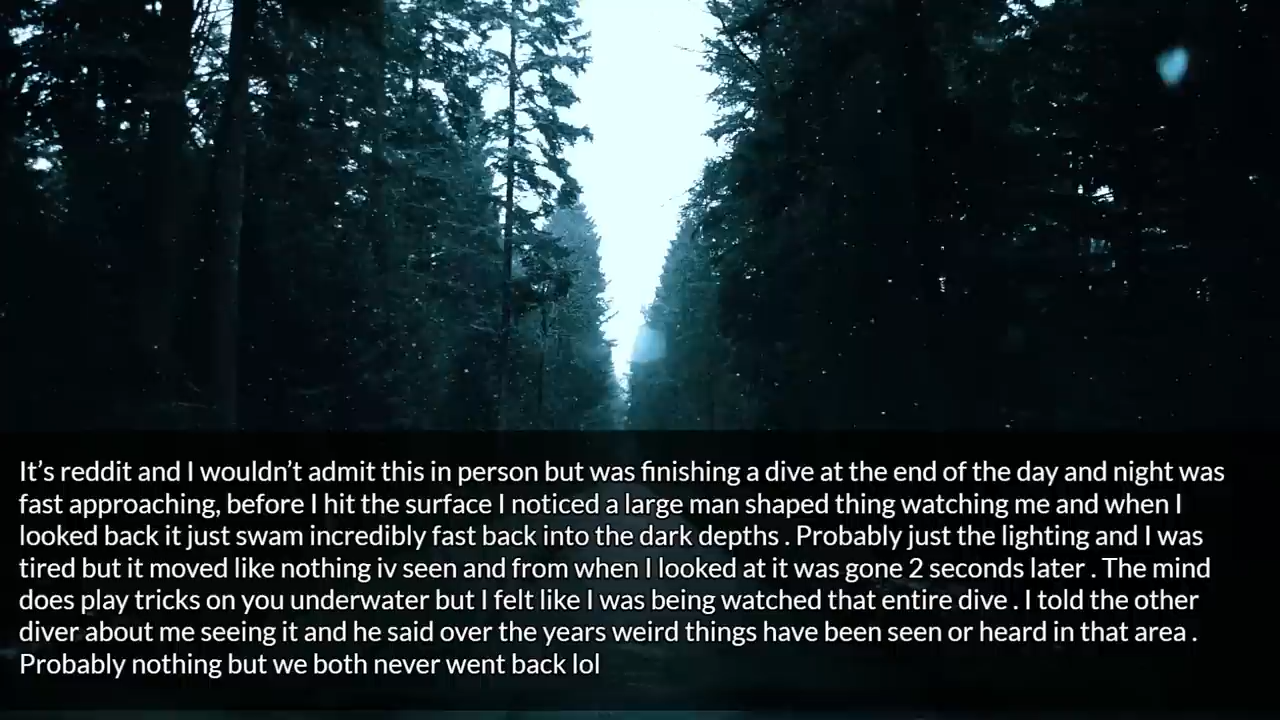 It’s reddit and I wouldn’t admit this in person but was finishing a dive at the end of the day and night was
fast approaching, before I hit the surface I noticed a large man shaped thing watching me and when I
looked back it just swam incredibly fast back into the dark depths . Probably just the lighting and I was
tired but it moved like nothing iv seen and from when I looked at it was gone 2 seconds later . The mind
does play tricks on you underwater but I felt like I was being watched that entire dive . I told the other
diver about me seeing it and he said over the years weird things have been seen or heard in that area .
Probably nothing but we both never went back lol